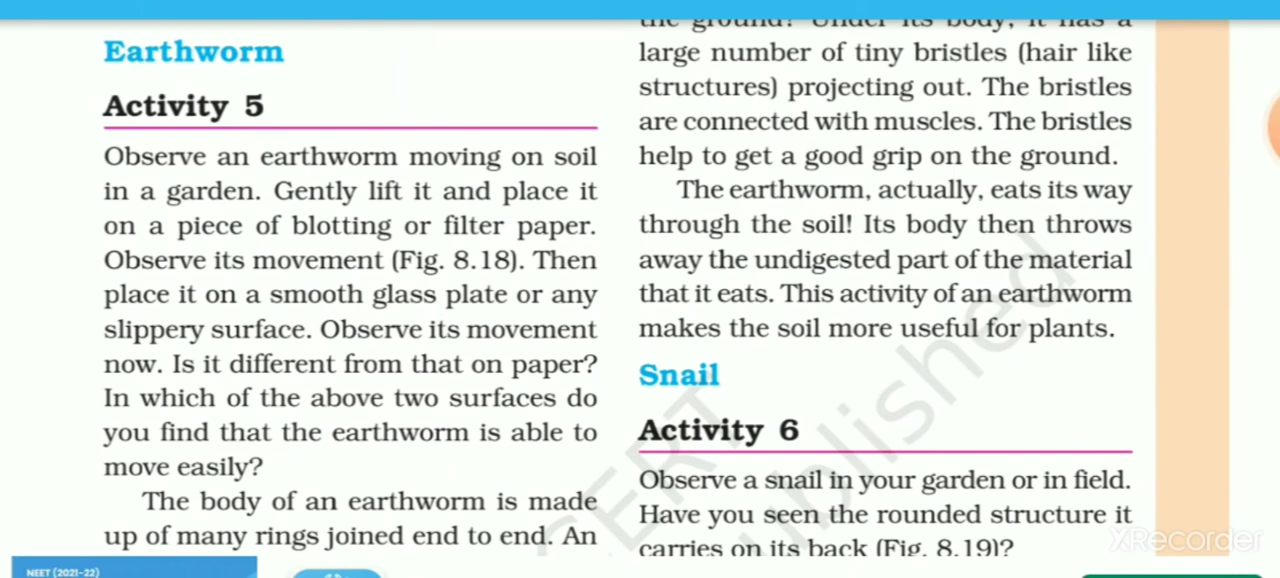 Earthworm
Activity 5
Observe an earthworm moving on soil
in a garden. Gently lift it and place it
on a piece of blotting or filter paper.
Observe its movement (Fig. 8.18). Then
place it on a smooth glass plate or any
slippery surface. Observe its movement
now. Is it different from that on paper?
In which of the above two surfaces do
you find that the earthworm is able to
move easily?
The body of an earthworm is made
up of many rings joined end to end. An
the ground? Under its body, it has a
large number of tiny bristles (hair like
structures) projecting out. The bristles
are connected with muscles. The bristles
help to get a good grip on the ground.
The earthworm, actually, eats its way
through the soil! Its body then throws
away the undigested part of the material
that it eats. This activity of an earthworm
makes the soil more useful for plants.
Snail
Activity 6
Observe a snail in your garden or in field.
Have you seen the rounded structure it
carries on its back (Fig. 8.19)?
NEET (2021-22)
XRecorder